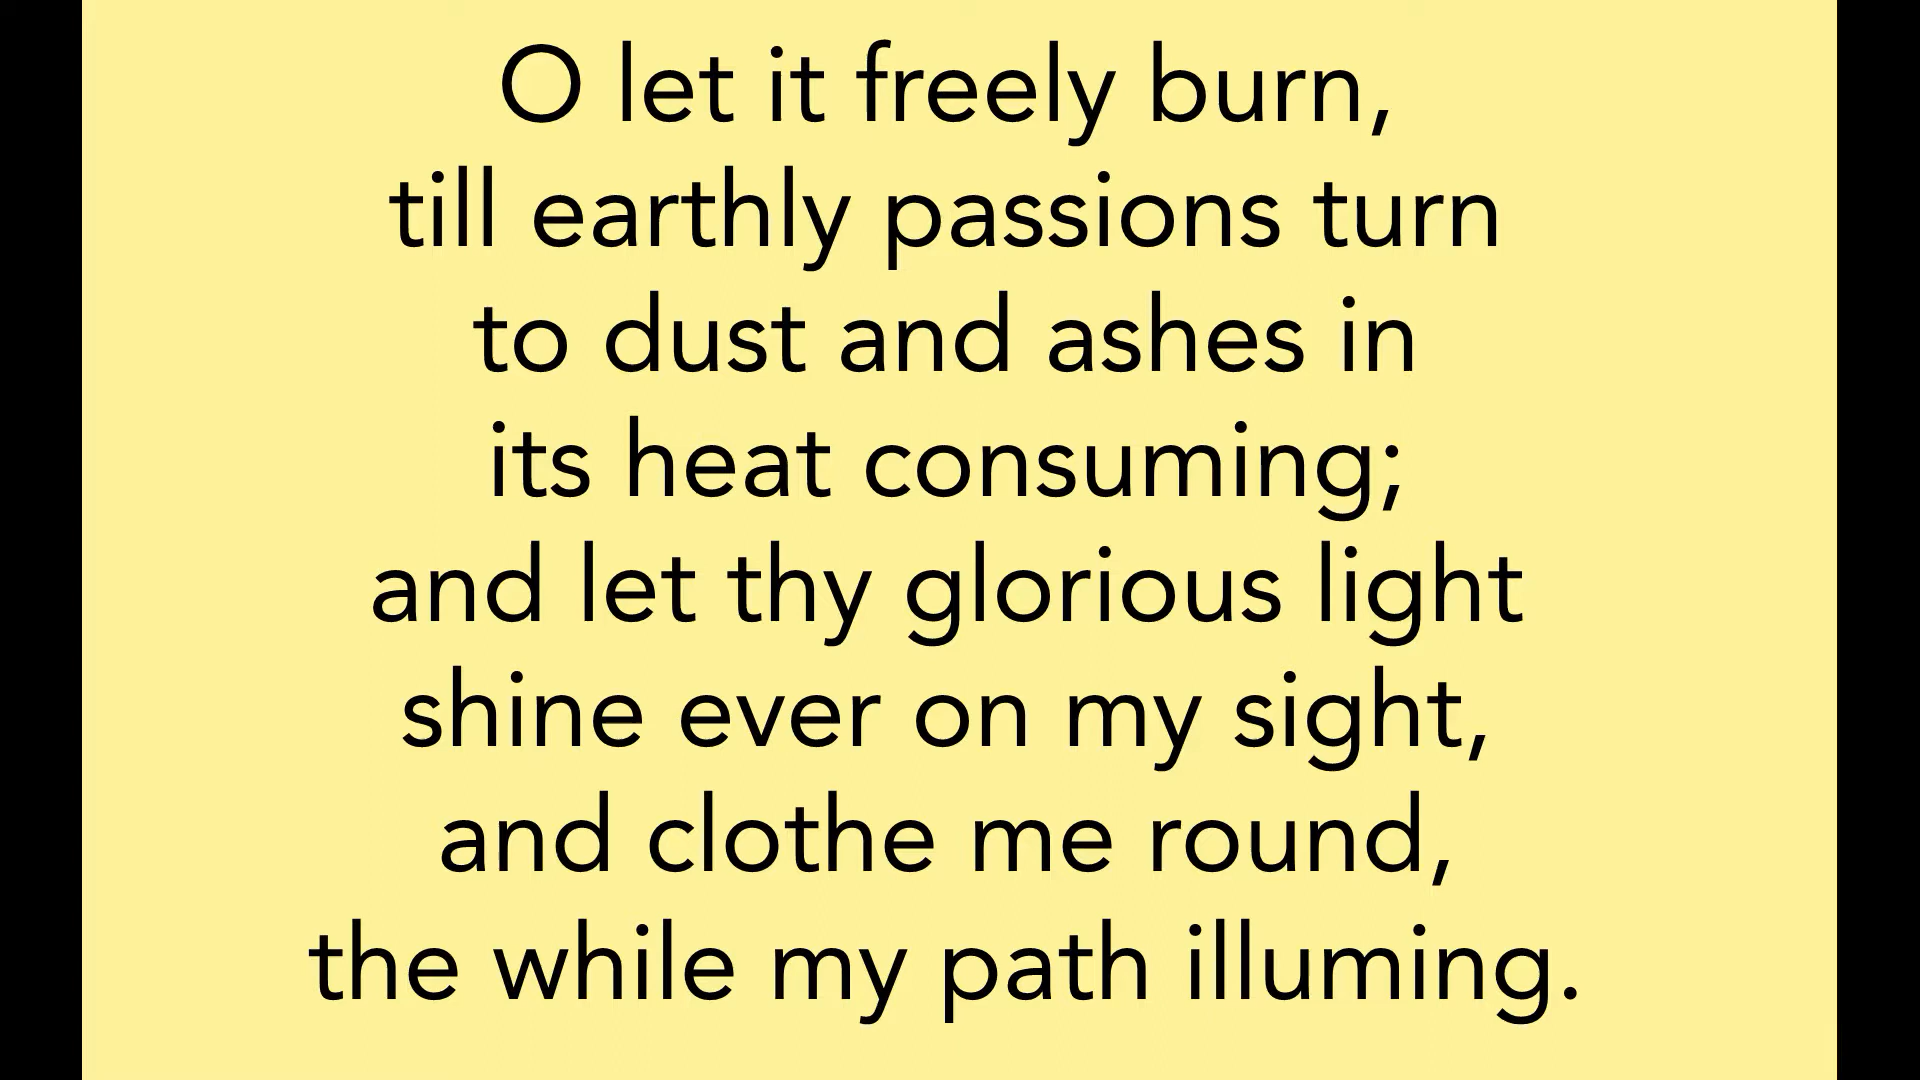 O let it freely burn,
till earthly passions turn
to dust and ashes in
its heat consuming;
and let thy glorious light
shine ever on my sight,
and clothe me round,
the while my path illuming.